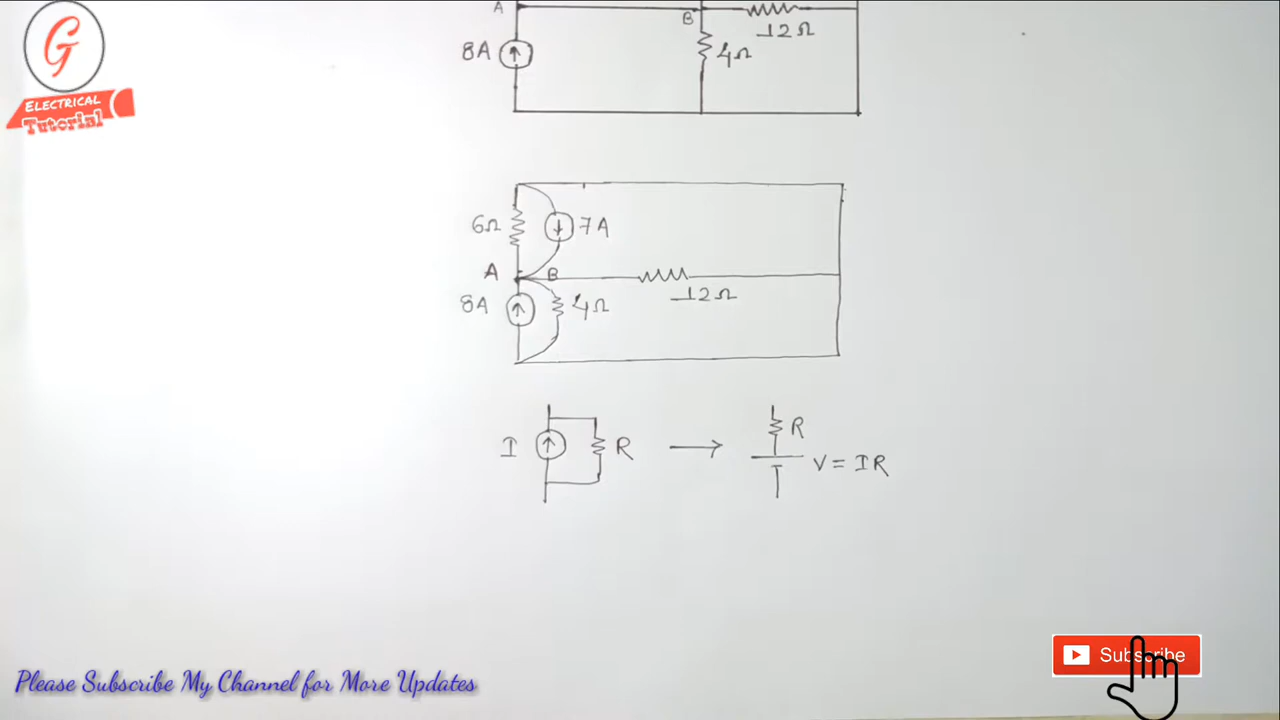 A
B
12Ω
8A
4Ω
G
ELECTRICAL
Tutorial
6Ω
7A
A
B
8A
4Ω
12Ω
I
R
R
V = IR
Subscribe
Please Subscribe My Channel for More Updates